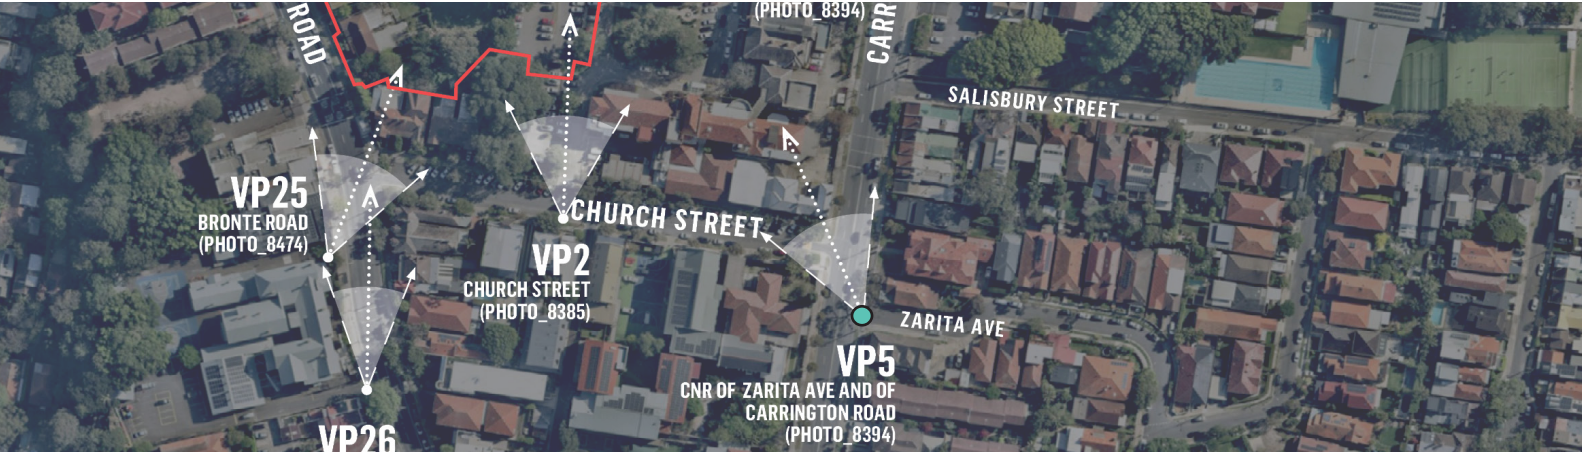 ROAD
(PHOTO_8394)
CARR
SALISBURY STREET
VP25
BRONTE ROAD
(PHOTO_8474)
CHURCH STREET
VP2
CHURCH STREET
(PHOTO_8385)
ZARITA AVE
VP5
CNR OF ZARITA AVE AND OF
CARRINGTON ROAD
(PHOTO_8394)
VP26